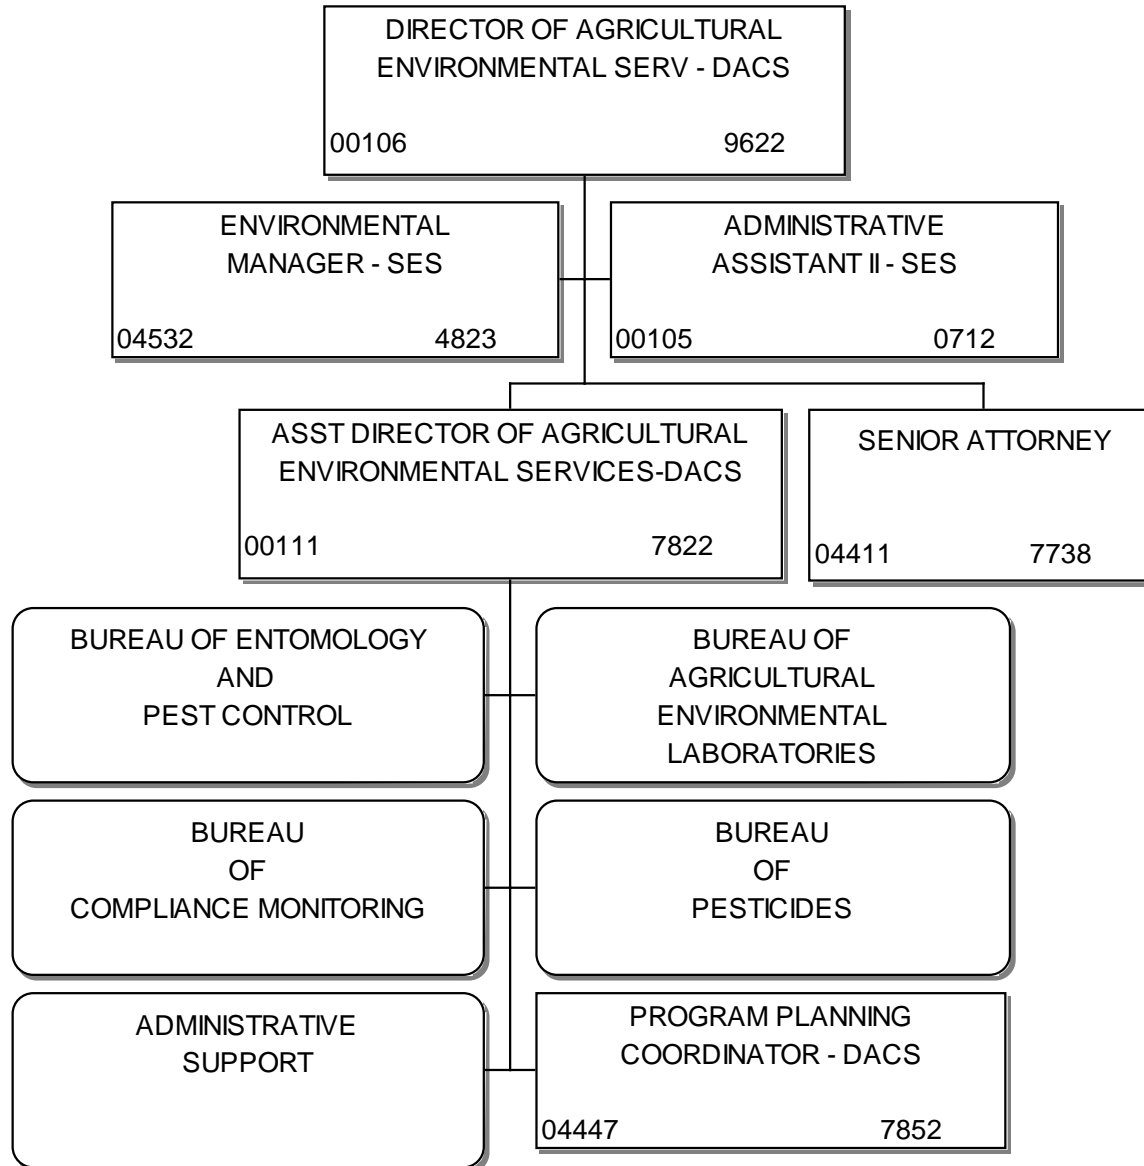 DIRECTOR OF AGRICULTURAL
ENVIRONMENTAL SERV - DACS
00106 9622
ENVIRONMENTAL
MANAGER - SES
04532 4823
ADMINISTRATIVE
ASSISTANT II - SES
00105 0712
ASST DIRECTOR OF AGRICULTURAL
ENVIRONMENTAL SERVICES-DACS
00111 7822
SENIOR ATTORNEY
04411 7738
BUREAU OF ENTOMOLOGY
AND
PEST CONTROL
BUREAU OF
AGRICULTURAL
ENVIRONMENTAL
LABORATORIES
BUREAU
OF
COMPLIANCE MONITORING
BUREAU
OF
PESTICIDES
ADMINISTRATIVE
SUPPORT
PROGRAM PLANNING
COORDINATOR - DACS
04447 7852